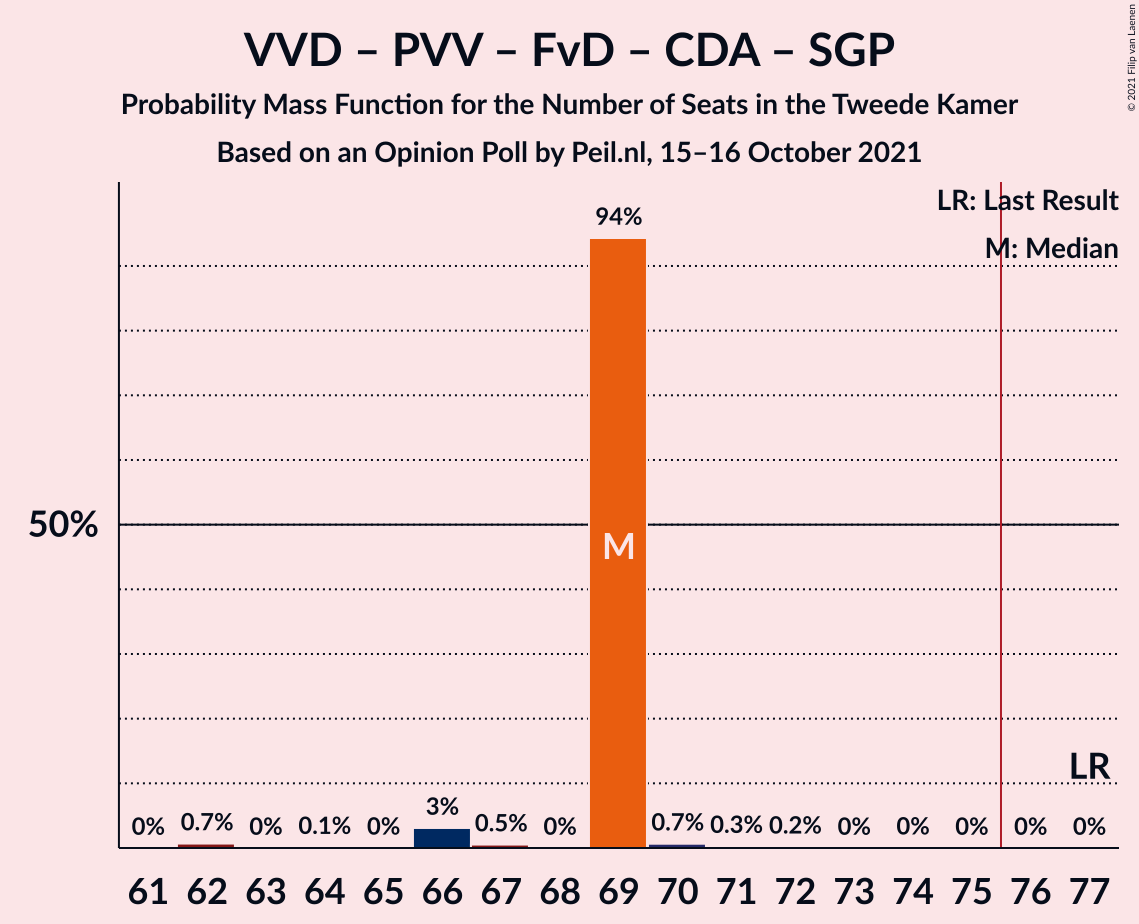 VVD – PVV – FvD – CDA – SGP
Probability Mass Function for the Number of Seats in the Tweede Kamer
Based on an Opinion Poll by Peil.nl, 15–16 October 2021
© 2021 Filip van Laenen
LR: Last Result
M: Median
94%
50%
M
LR
0% 0.7% 0% 0.1% 0% 3% 0.5% 0% 0.7% 0.3% 0.2% 0% 0% 0% 0% 0%
61 62 63 64 65 66 67 68 69 70 71 72 73 74 75 76 77